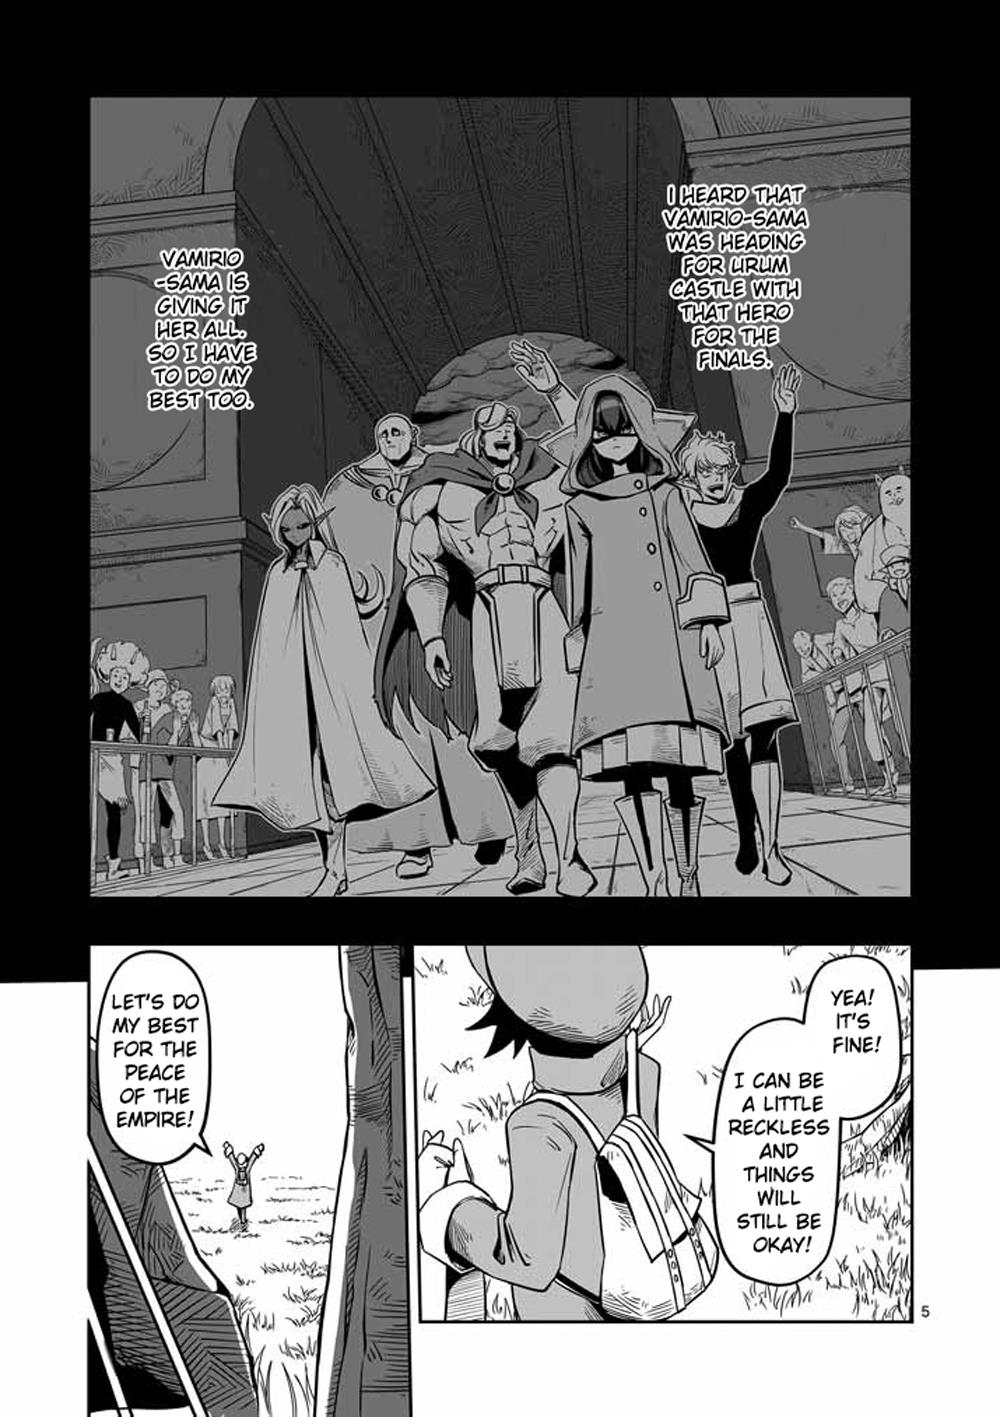 I HEARD THAT
VAMIRIO-SAMA
WAS HEADING
FOR URUM
CASTLE WITH
THAT HERO
FOR THE
FINALS.
VAMIRIO
-SAMA IS
GIVING IT
HER ALL.
SO I HAVE
TO DO MY
BEST TOO.
YEA!
IT'S
FINE!
I CAN BE
A LITTLE
RECKLESS
AND
THINGS
WILL
STILL BE
OKAY!
LET'S DO
MY BEST
FOR THE
PEACE
OF THE
EMPIRE!
5